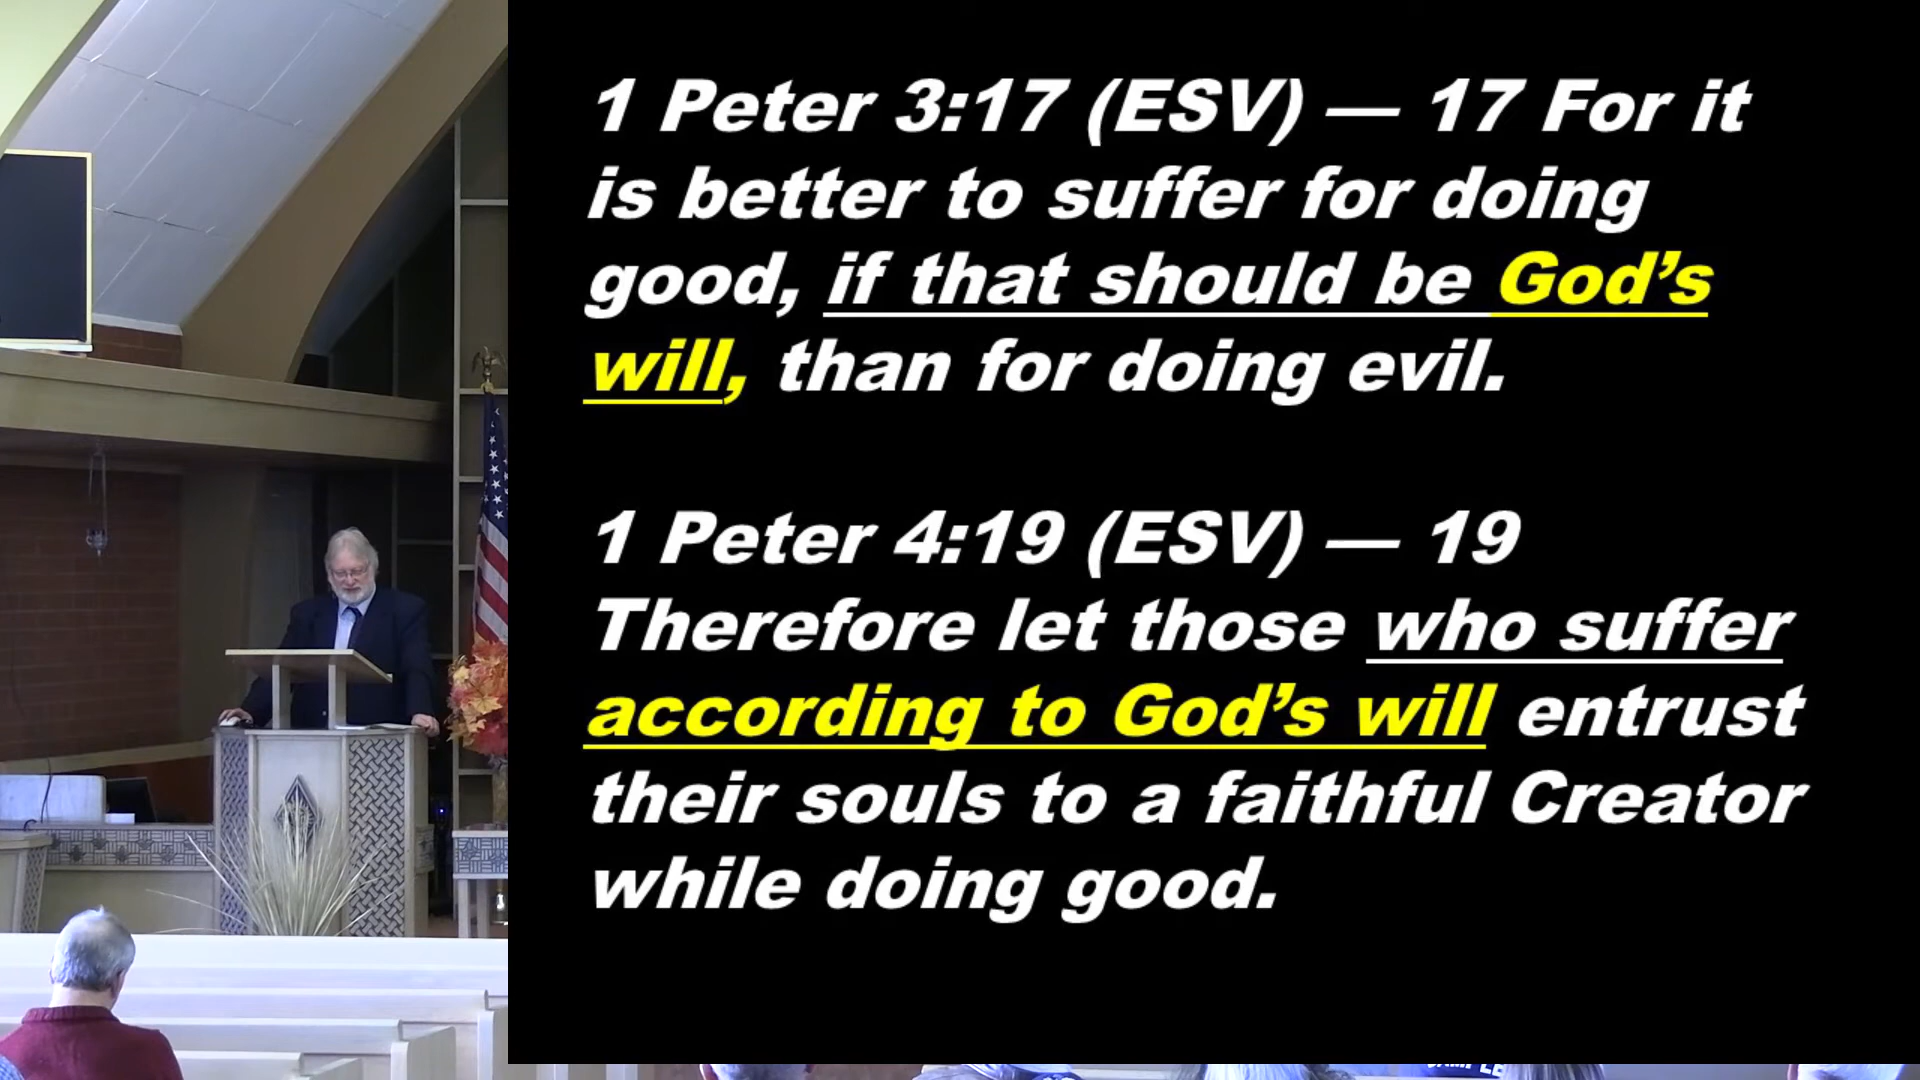 1 Peter 3:17 (ESV) — 17 For it
is better to suffer for doing
good, if that should be God’s
will, than for doing evil.
1 Peter 4:19 (ESV) — 19
Therefore let those who suffer
according to God’s will entrust
their souls to a faithful Creator
while doing good.